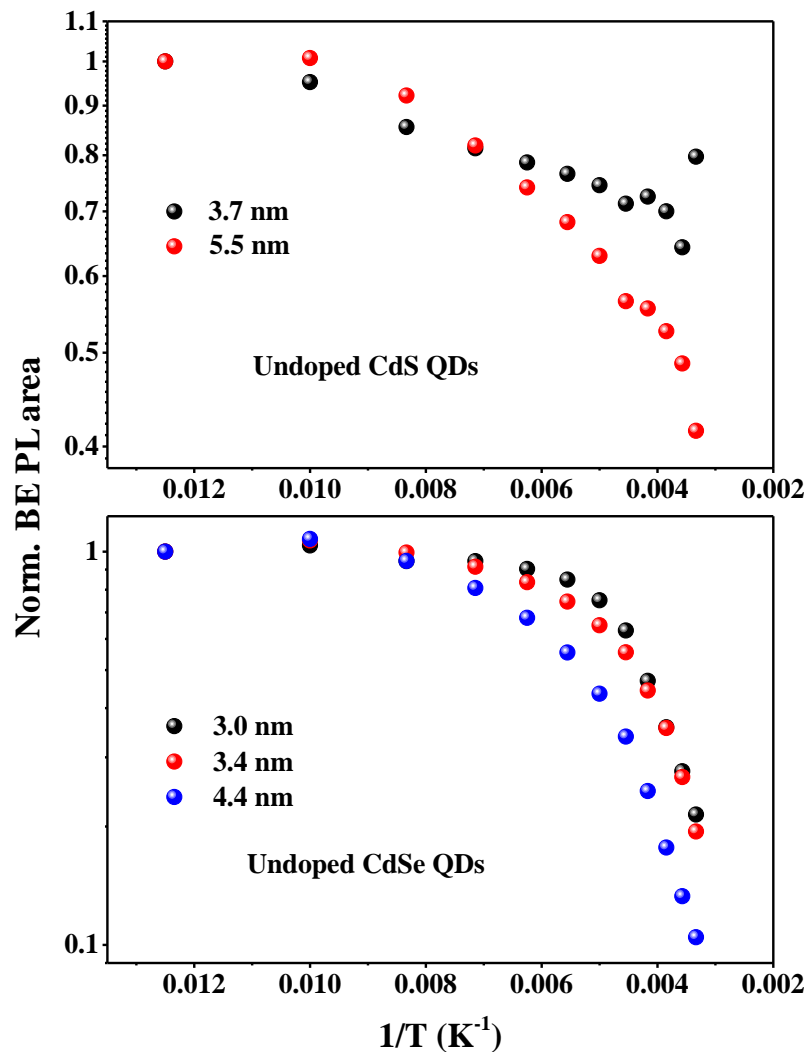 Norm. BE PL area
1.1
1
0.9
0.8
0.7
0.6
0.5
0.4
3.7 nm
5.5 nm
Undoped CdS QDs
0.012 0.010 0.008 0.006 0.004 0.002
1
0.1
3.0 nm
3.4 nm
4.4 nm
Undoped CdSe QDs
0.012 0.010 0.008 0.006 0.004 0.002
1/T (K⁻¹)